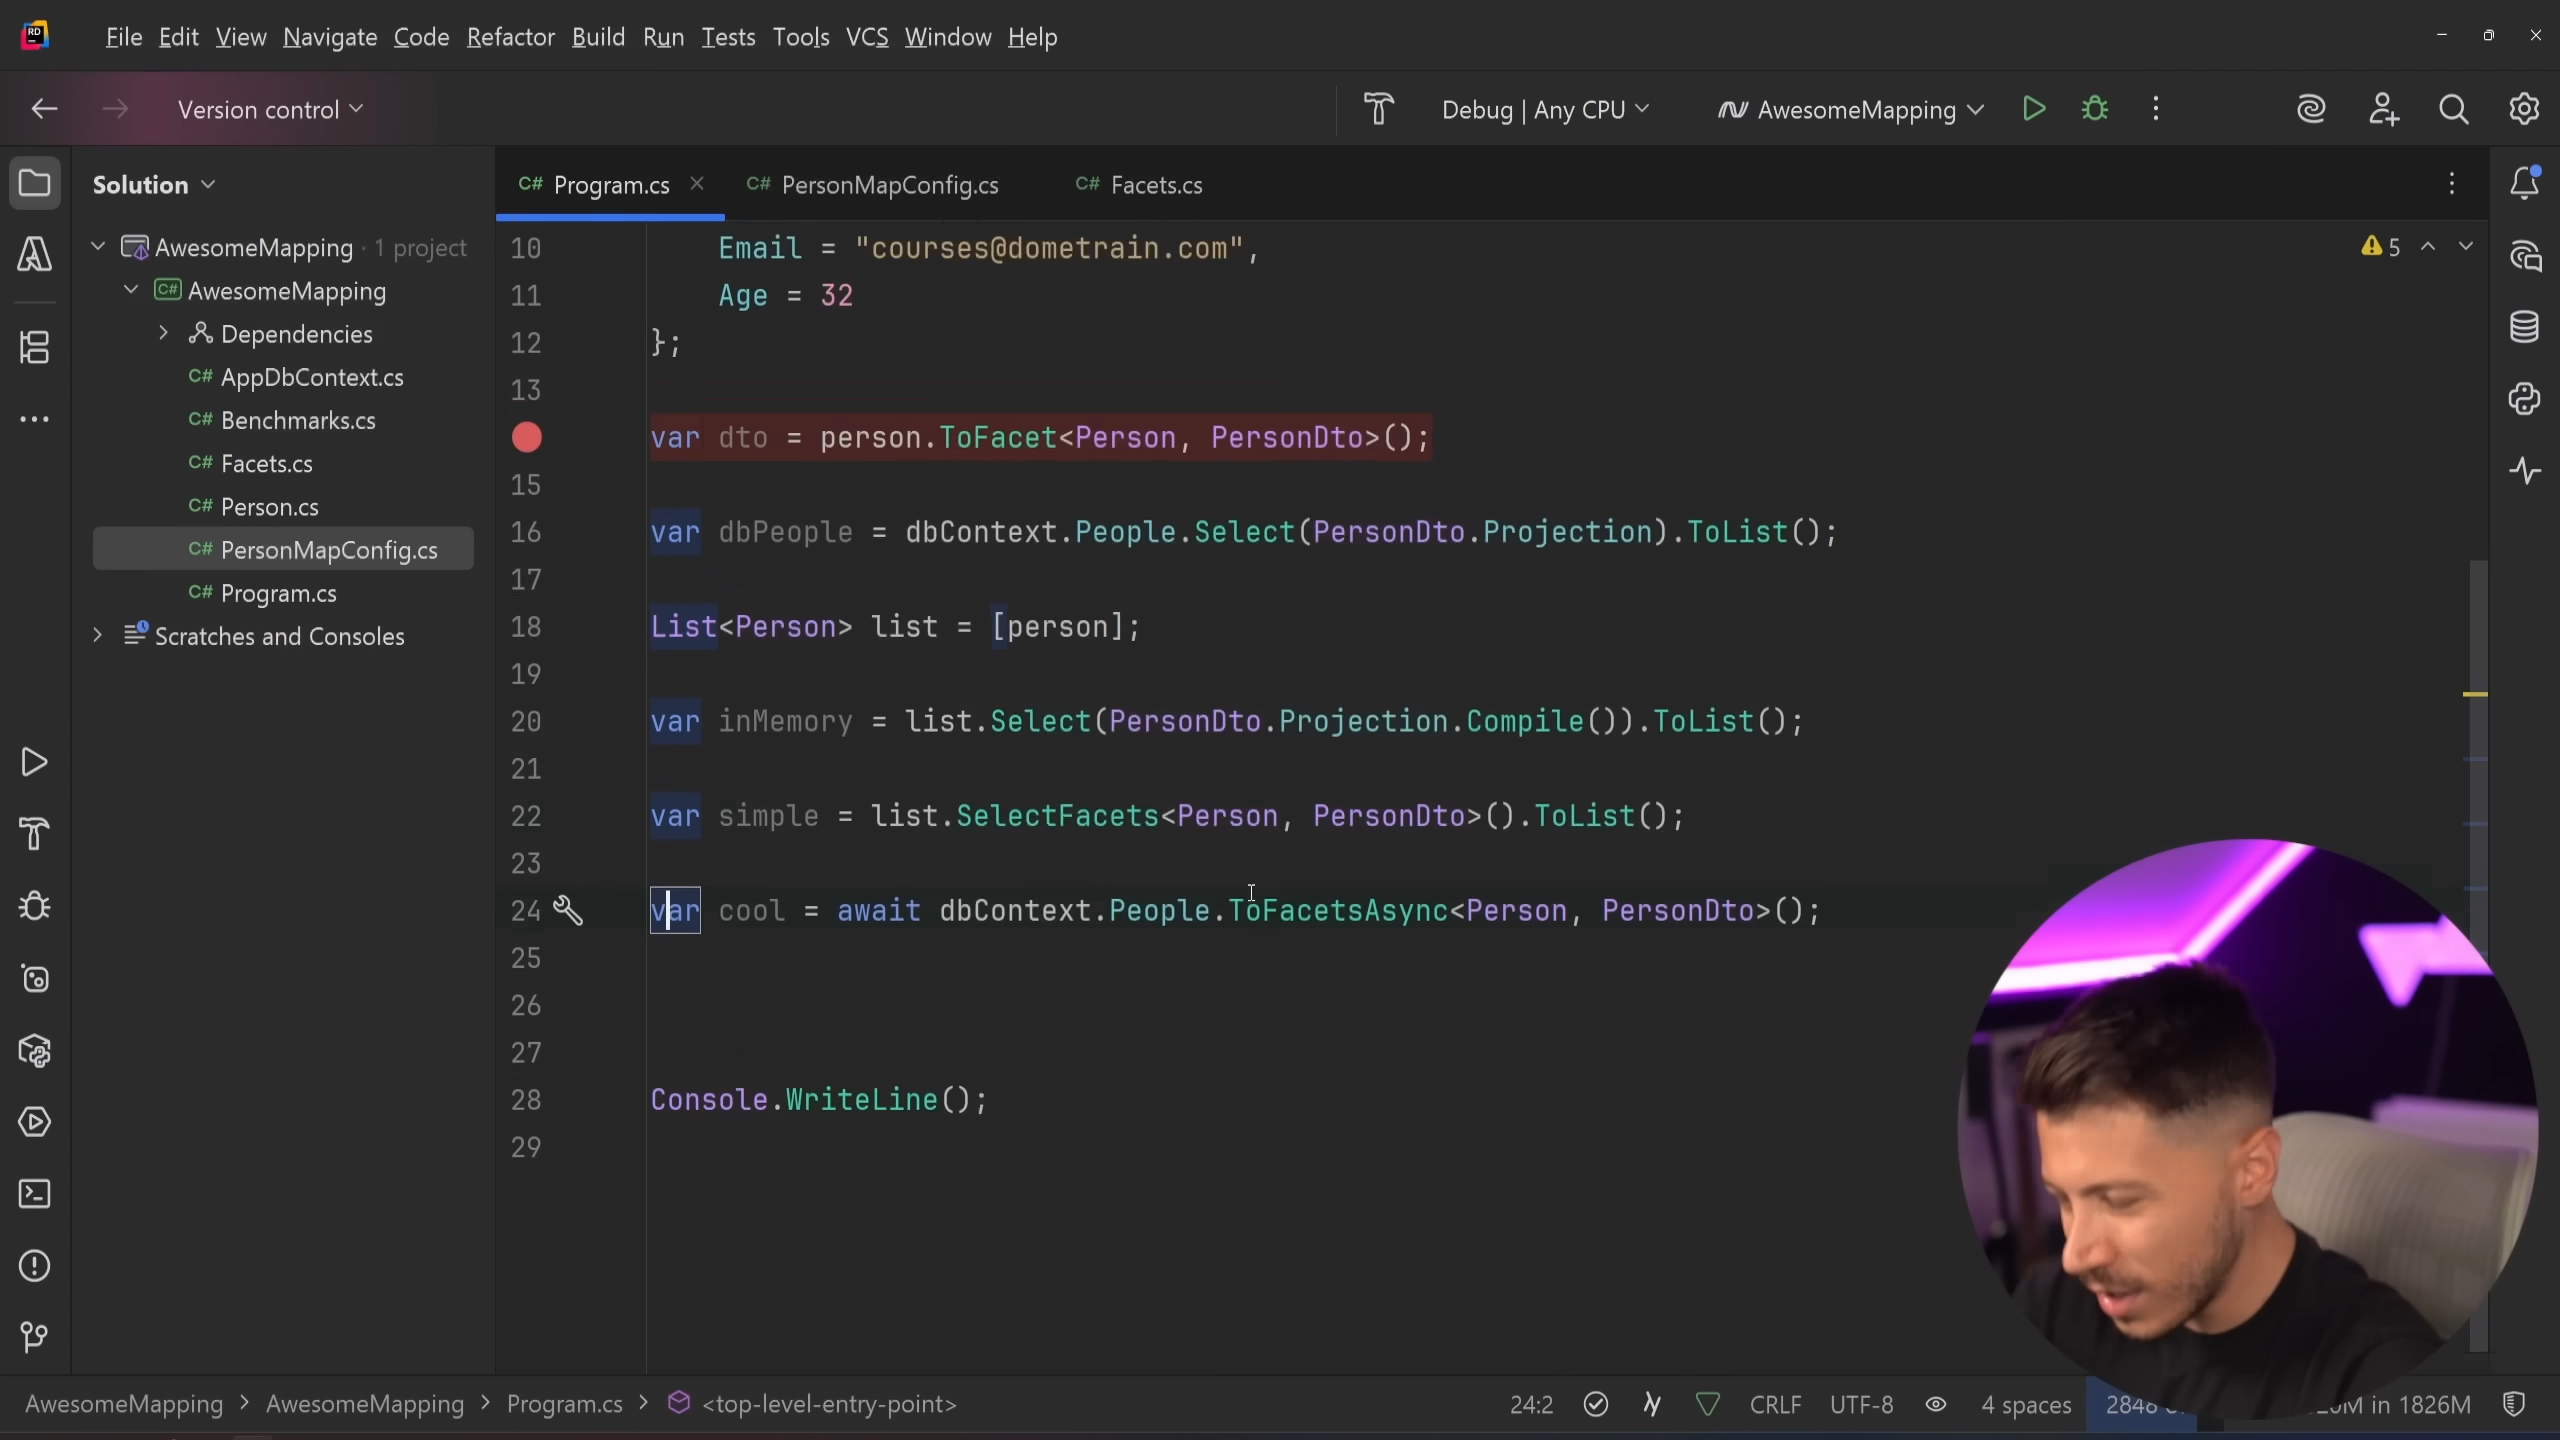 RD File Edit View Navigate Code Refactor Build Run Tests Tools VCS Window Help
Version control Debug | Any CPU AwesomeMapping
Solution
C# Program.cs C# PersonMapConfig.cs C# Facets.cs
AwesomeMapping · 1 project
C# AwesomeMapping
Dependencies
C# AppDbContext.cs
C# Benchmarks.cs
C# Facets.cs
C# Person.cs
C# PersonMapConfig.cs
C# Program.cs
Scratches and Consoles
5
10 Email = "courses@dometrain.com",
11 Age = 32
12 };
13
var dto = person.ToFacet<Person, PersonDto>();
15
16 var dbPeople = dbContext.People.Select(PersonDto.Projection).ToList();
17
18 List<Person> list = [person];
19
20 var inMemory = list.Select(PersonDto.Projection.Compile()).ToList();
21
22 var simple = list.SelectFacets<Person, PersonDto>().ToList();
23
24 var cool = await dbContext.People.ToFacetsAsync<Person, PersonDto>();
25
26
27
28 Console.WriteLine();
29
AwesomeMapping > AwesomeMapping > Program.cs > <top-level-entry-point> 24:2 CRLF UTF-8 4 spaces in 1826M